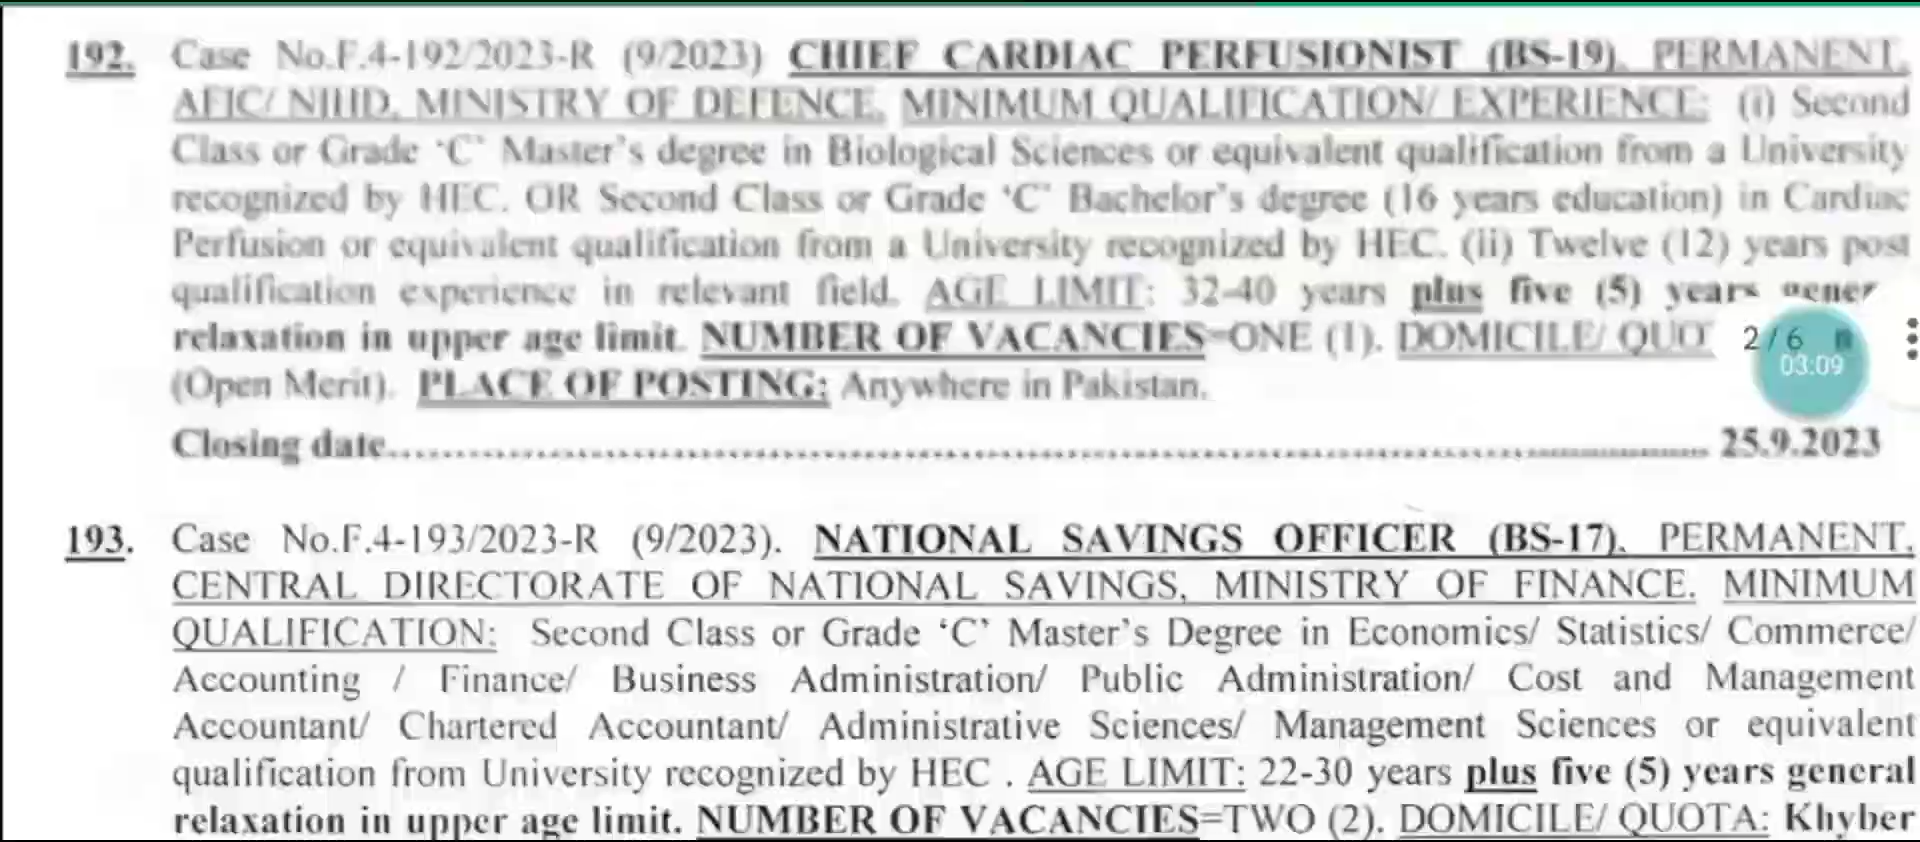 192. Case No.F.4-192/2023-R (9/2023) CHIEF CARDIAC PERFUSIONIST (BS-19), PERMANENT,
AFIC/ NIHD, MINISTRY OF DEFENCE. MINIMUM QUALIFICATION/ EXPERIENCE: (i) Second
Class or Grade 'C' Master's degree in Biological Sciences or equivalent qualification from a University
recognized by HEC. OR Second Class or Grade 'C' Bachelor's degree (16 years education) in Cardiac
Perfusion or equivalent qualification from a University recognized by HEC. (ii) Twelve (12) years post
qualification experience in relevant field. AGE LIMIT: 32-40 years plus five (5) years gener
relaxation in upper age limit. NUMBER OF VACANCIES=ONE (1). DOMICILE/ QUOT
2/6
03:09
(Open Merit). PLACE OF POSTING: Anywhere in Pakistan.
Closing date.......................................................................................................... 25.9.2023
193. Case No.F.4-193/2023-R (9/2023). NATIONAL SAVINGS OFFICER (BS-17), PERMANENT,
CENTRAL DIRECTORATE OF NATIONAL SAVINGS, MINISTRY OF FINANCE. MINIMUM
QUALIFICATION: Second Class or Grade 'C' Master's Degree in Economics/ Statistics/ Commerce/
Accounting / Finance/ Business Administration/ Public Administration/ Cost and Management
Accountant/ Chartered Accountant/ Administrative Sciences/ Management Sciences or equivalent
qualification from University recognized by HEC . AGE LIMIT: 22-30 years plus five (5) years general
relaxation in upper age limit. NUMBER OF VACANCIES=TWO (2). DOMICILE/ QUOTA: Khyber